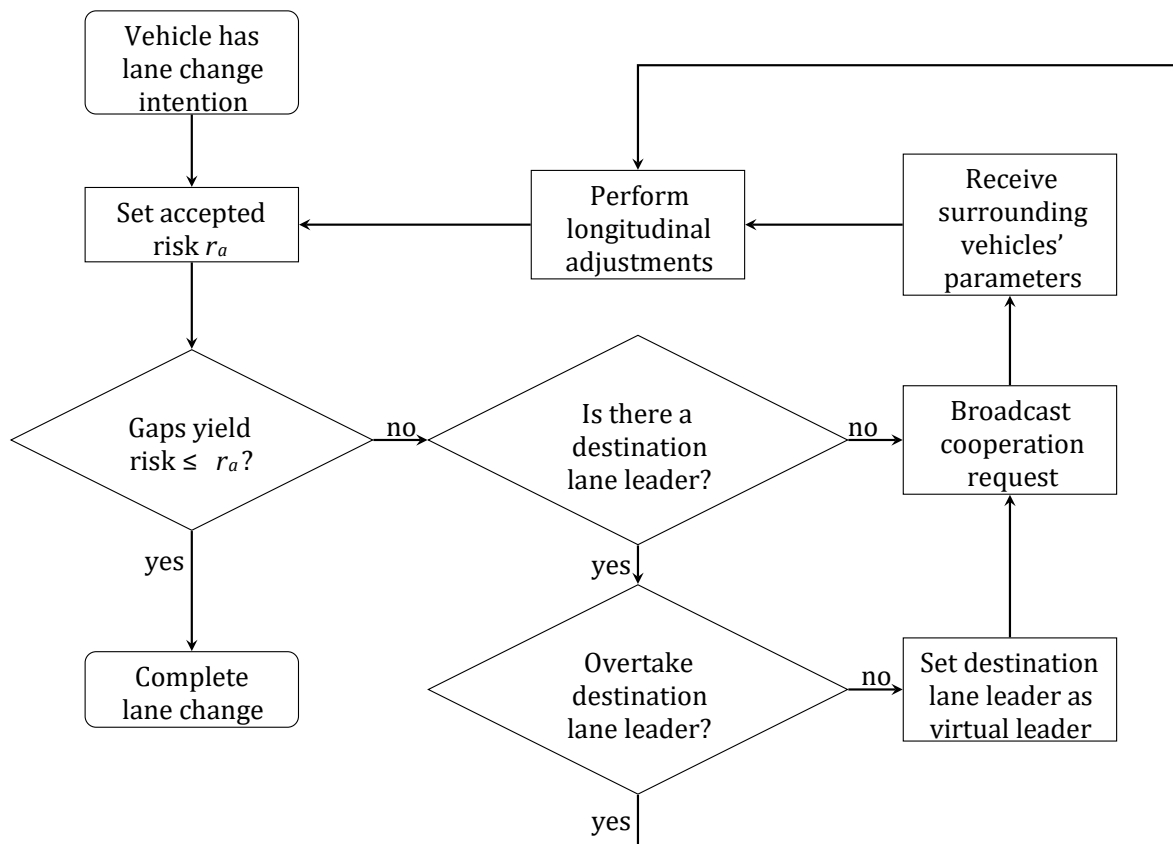 Vehicle has
lane change
intention
Set accepted
risk rₐ
Perform
longitudinal
adjustments
Receive
surrounding
vehicles’
parameters
Gaps yield
risk ≤ rₐ?
no
Is there a
destination
lane leader?
no
Broadcast
cooperation
request
yes
yes
Complete
lane change
Overtake
destination
lane leader?
no
Set destination
lane leader as
virtual leader
yes